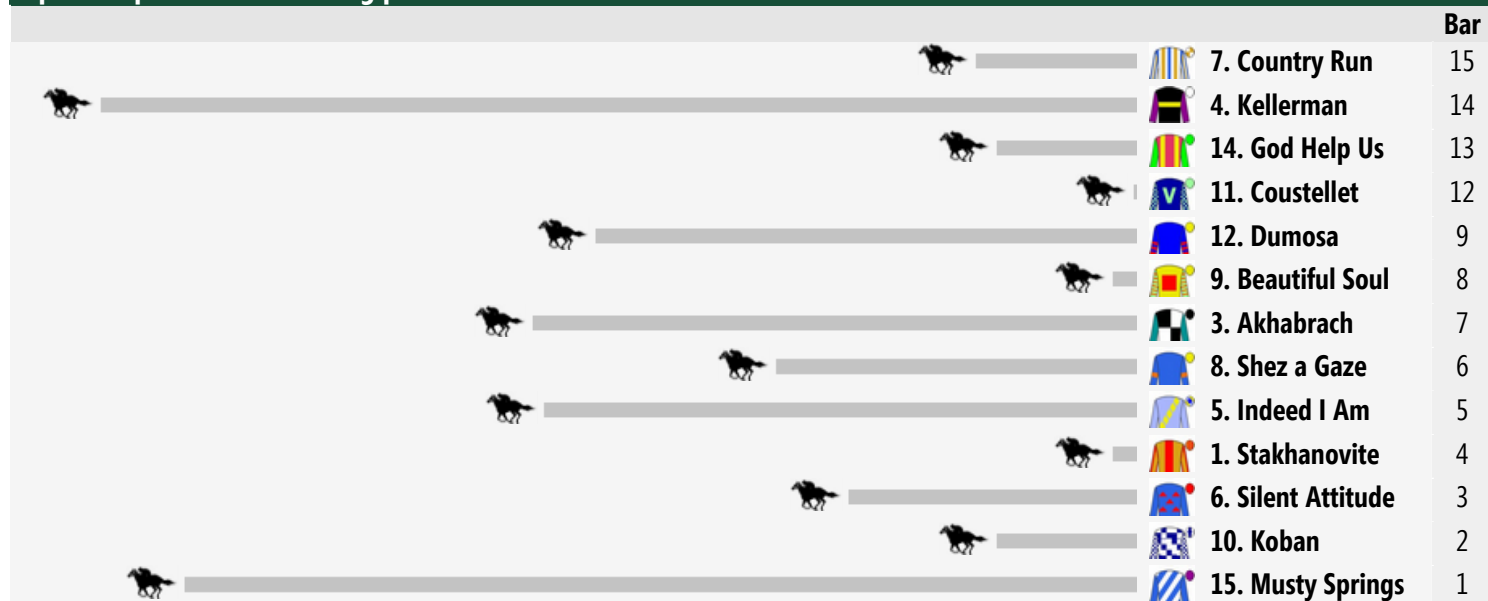 Bar
7. Country Run 15
4. Kellerman 14
14. God Help Us 13
V 11. Coustellet 12
12. Dumosa 9
9. Beautiful Soul 8
3. Akhabrach 7
8. Shez a Gaze 6
5. Indeed I Am 5
1. Stakhanovite 4
6. Silent Attitude 3
10. Koban 2
15. Musty Springs 1